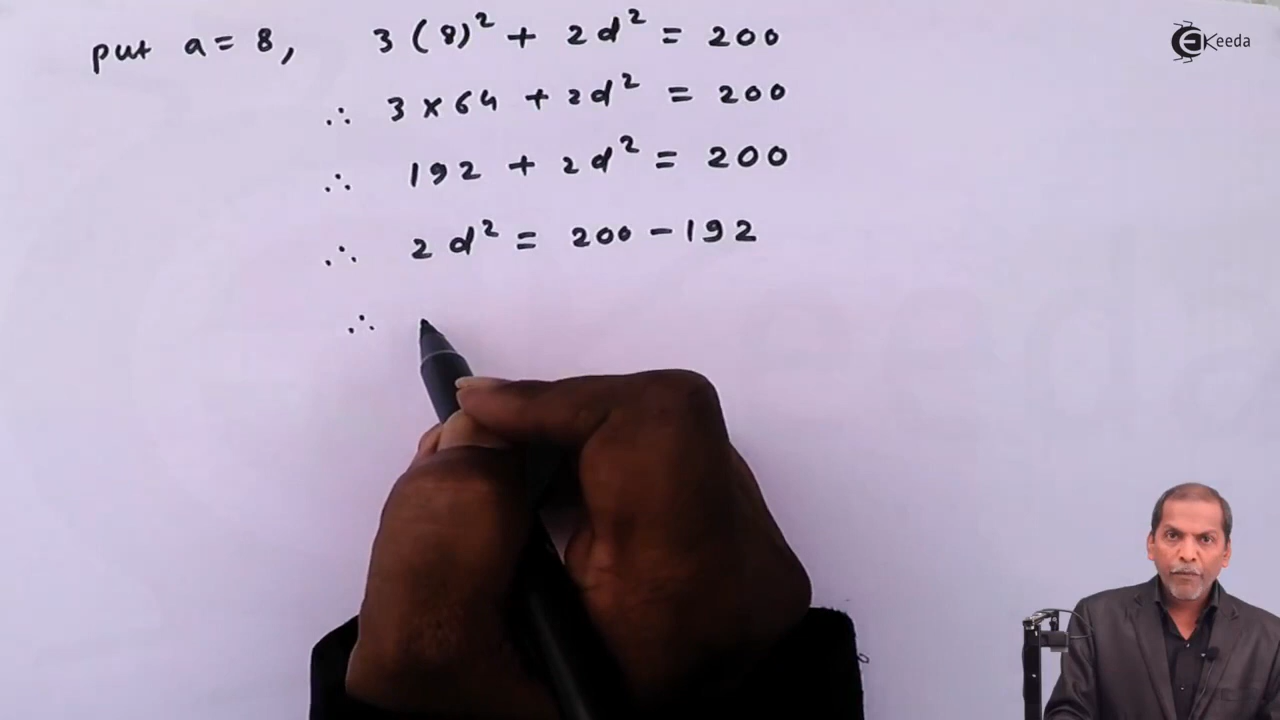 put a = 8, 3 (8)² + 2d² = 200
∴ 3 × 64 + 2d² = 200
∴ 192 + 2d² = 200
∴ 2d² = 200 - 192
∴
EKeeda